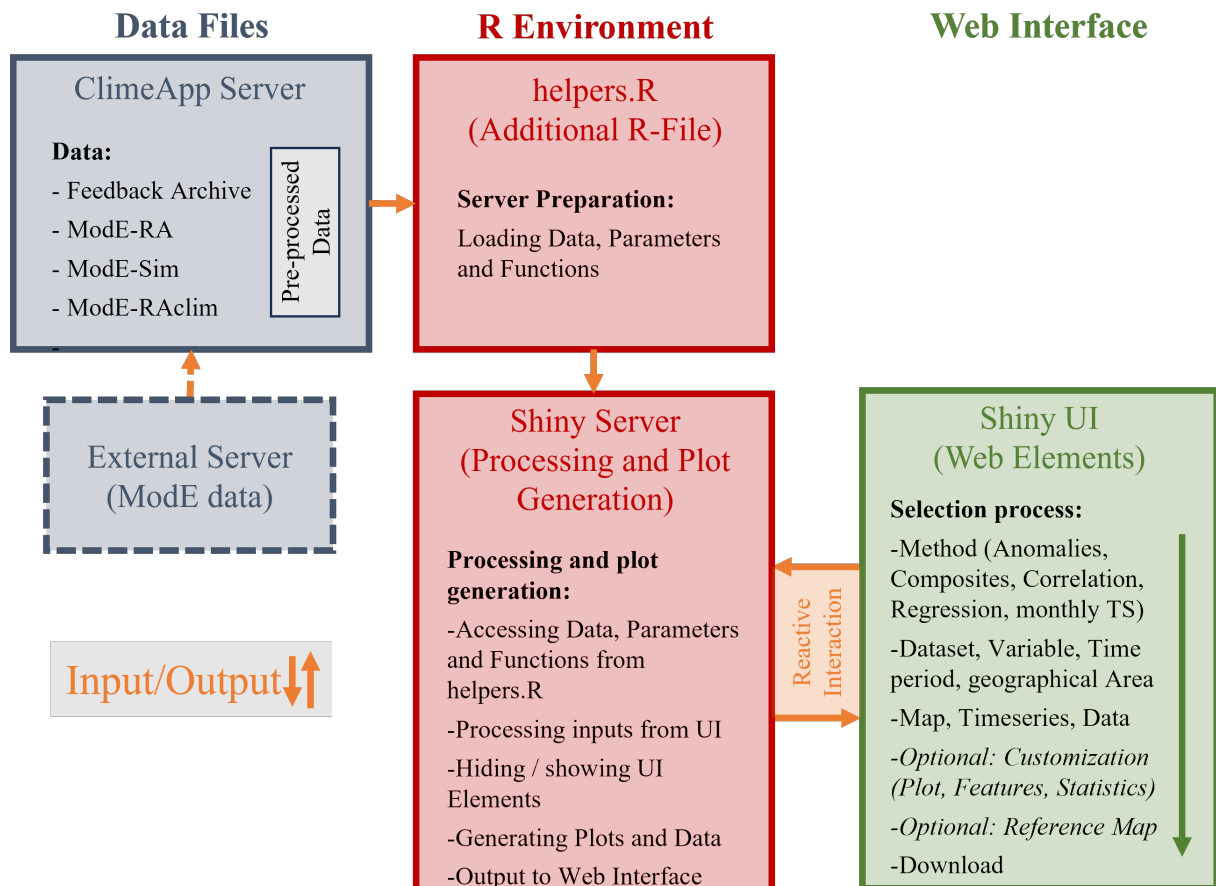 Data Files
R Environment
Web Interface
ClimeApp Server
Data:
- Feedback Archive
- ModE-RA
- ModE-Sim
- ModE-RAclim
-
Pre-processed
Data
helpers.R
(Additional R-File)
Server Preparation:
Loading Data, Parameters
and Functions
External Server
(ModE data)
Input/Output
Shiny Server
(Processing and Plot
Generation)
Processing and plot
generation:
-Accessing Data, Parameters
and Functions from
helpers.R
-Processing inputs from UI
-Hiding / showing UI
Elements
-Generating Plots and Data
-Output to Web Interface
Reactive
Interaction
Shiny UI
(Web Elements)
Selection process:
-Method (Anomalies,
Composites, Correlation,
Regression, monthly TS)
-Dataset, Variable, Time
period, geographical Area
-Map, Timeseries, Data
-Optional: Customization
(Plot, Features, Statistics)
-Optional: Reference Map
-Download